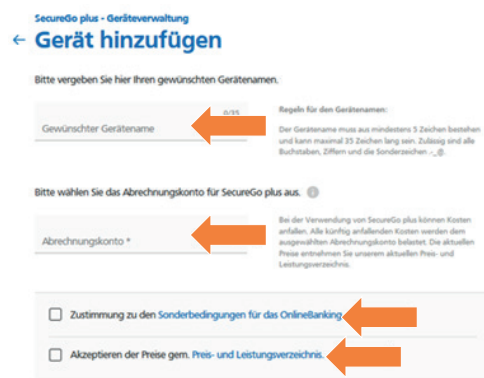 SecureGo plus - Geräteverwaltung
← Gerät hinzufügen
Bitte vergeben Sie hier Ihren gewünschten Gerätenamen.
0/35
Gewünschter Gerätename
Regeln für den Gerätenamen:
Der Gerätename muss aus mindestens 5 Zeichen bestehen
und kann maximal 35 Zeichen lang sein. Zulässig sind alle
Buchstaben, Ziffern und die Sonderzeichen .-_@.
Bitte wählen Sie das Abrechnungskonto für SecureGo plus aus.
Abrechnungskonto *
Bei der Verwendung von SecureGo plus können Kosten
anfallen. Alle künftig anfallenden Kosten werden dem
ausgewählten Abrechnungskonto belastet. Die aktuellen
Preise entnehmen Sie unserem aktuellen Preis- und
Leistungsverzeichnis.
Zustimmung zu den Sonderbedingungen für das OnlineBanking
Akzeptieren der Preise gem. Preis- und Leistungsverzeichnis.